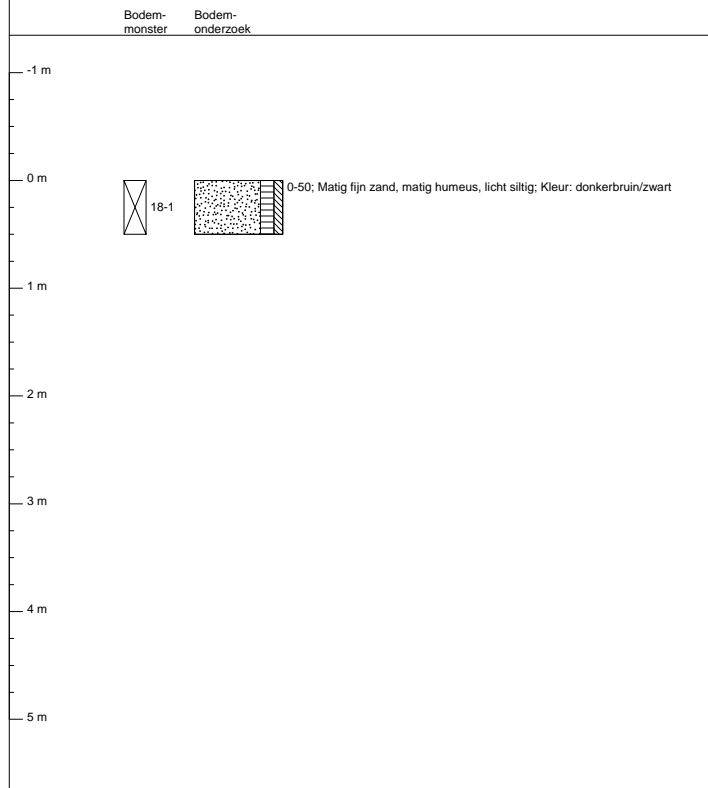 Bodem-
monster
Bodem-
onderzoek
-1 m
0 m
18-1
0-50; Matig fijn zand, matig humeus, licht siltig; Kleur: donkerbruin/zwart
1 m
2 m
3 m
4 m
5 m